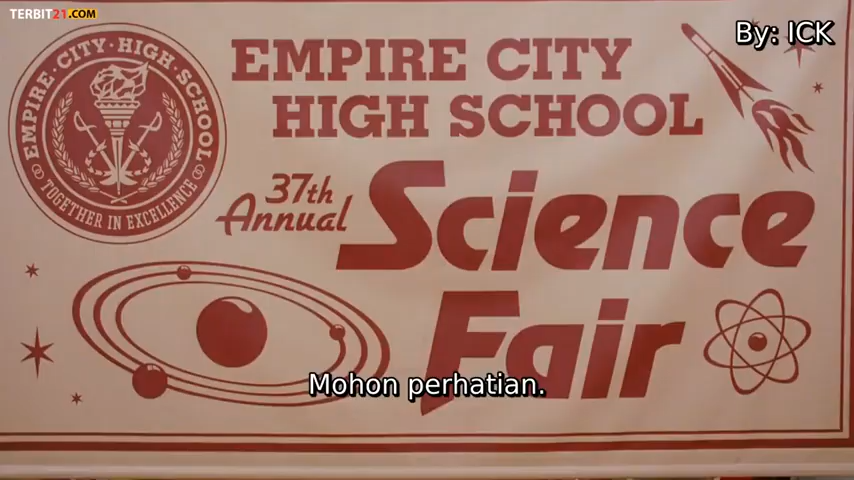 TERBIT21.COM
By: ICK
EMPIRE CITY HIGH SCHOOL
TOGETHER IN EXCELLENCE
EMPIRE CITY
HIGH SCHOOL
37th
Annual
Science
Fair
Mohon perhatian.